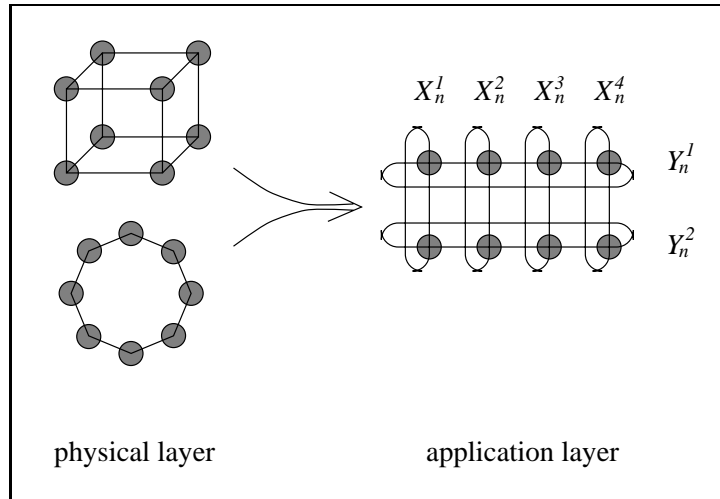 X_n^1 X_n^2 X_n^3 X_n^4
Y_n^1
Y_n^2
physical layer application layer